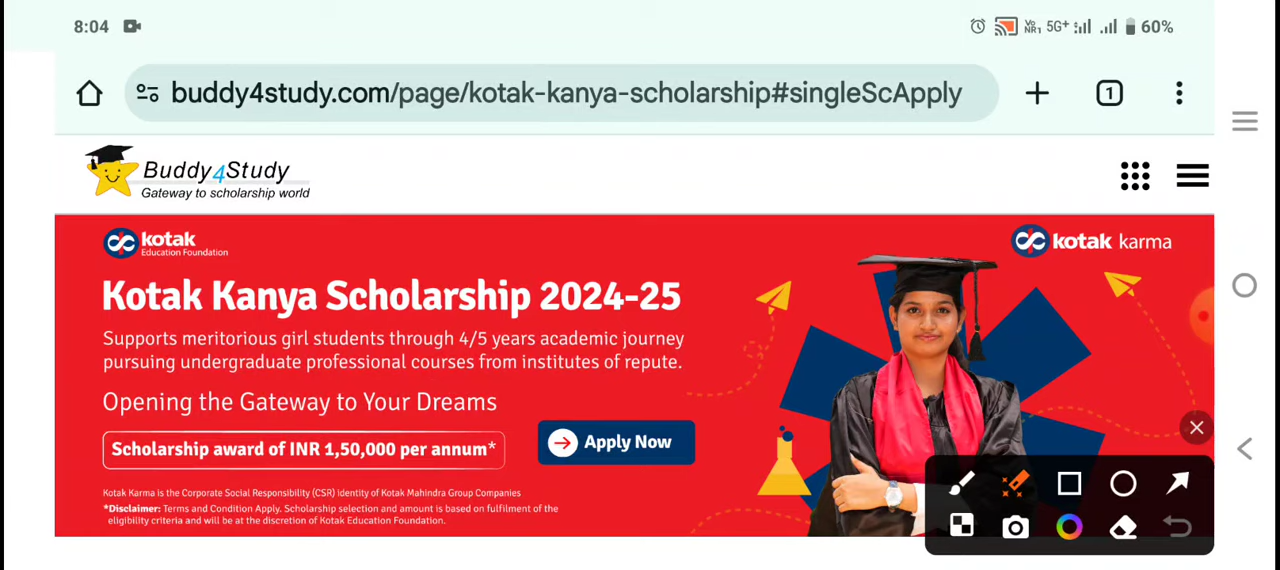 8:04
Vo NR1 5G+ 60%
buddy4study.com/page/kotak-kanya-scholarship#singleScApply
1
Buddy4Study
Gateway to scholarship world
kotak
Education Foundation
kotak karma
Kotak Kanya Scholarship 2024-25
Supports meritorious girl students through 4/5 years academic journey
pursuing undergraduate professional courses from institutes of repute.
Opening the Gateway to Your Dreams
Scholarship award of INR 1,50,000 per annum*
Apply Now
Kotak Karma is the Corporate Social Responsibility (CSR) identity of Kotak Mahindra Group Companies
*Disclaimer: Terms and Condition Apply. Scholarship selection and amount is based on fulfilment of the
eligibility criteria and will be at the discretion of Kotak Education Foundation.